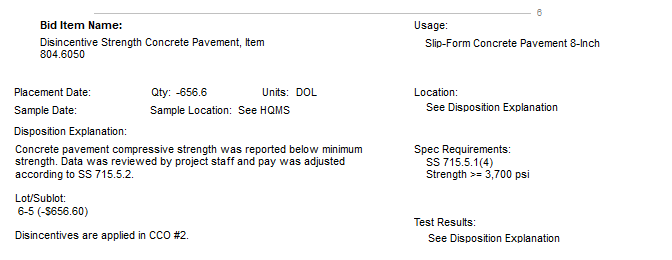 6
Bid Item Name:
Disincentive Strength Concrete Pavement, Item
804.6050
Usage:
Slip-Form Concrete Pavement 8-Inch
Placement Date: Qty: -656.6 Units: DOL
Sample Date: Sample Location: See HQMS
Location:
See Disposition Explanation
Disposition Explanation:
Concrete pavement compressive strength was reported below minimum
strength. Data was reviewed by project staff and pay was adjusted
according to SS 715.5.2.
Spec Requirements:
SS 715.5.1(4)
Strength >= 3,700 psi
Lot/Sublot:
6-5 (-$656.60)
Disincentives are applied in CCO #2.
Test Results:
See Disposition Explanation